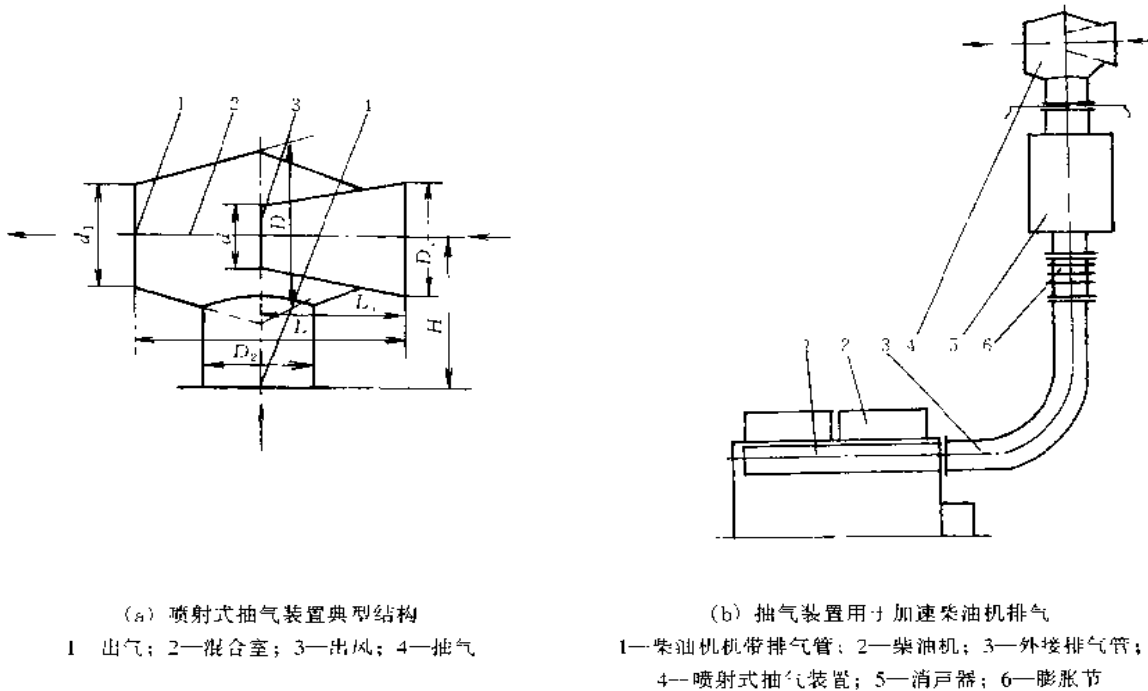 1 2 3 4
d₁
d
D
D₁
L₁
L
D₂
H
1 2 3 4 5 6
(a) 喷射式抽气装置典型结构
1—出气；2—混合室；3—出风；4—抽气
(b) 抽气装置用于加速柴油机排气
1—柴油机机带排气管；2—柴油机；3—外接排气管；
4—喷射式抽气装置；5—消声器；6—膨胀节